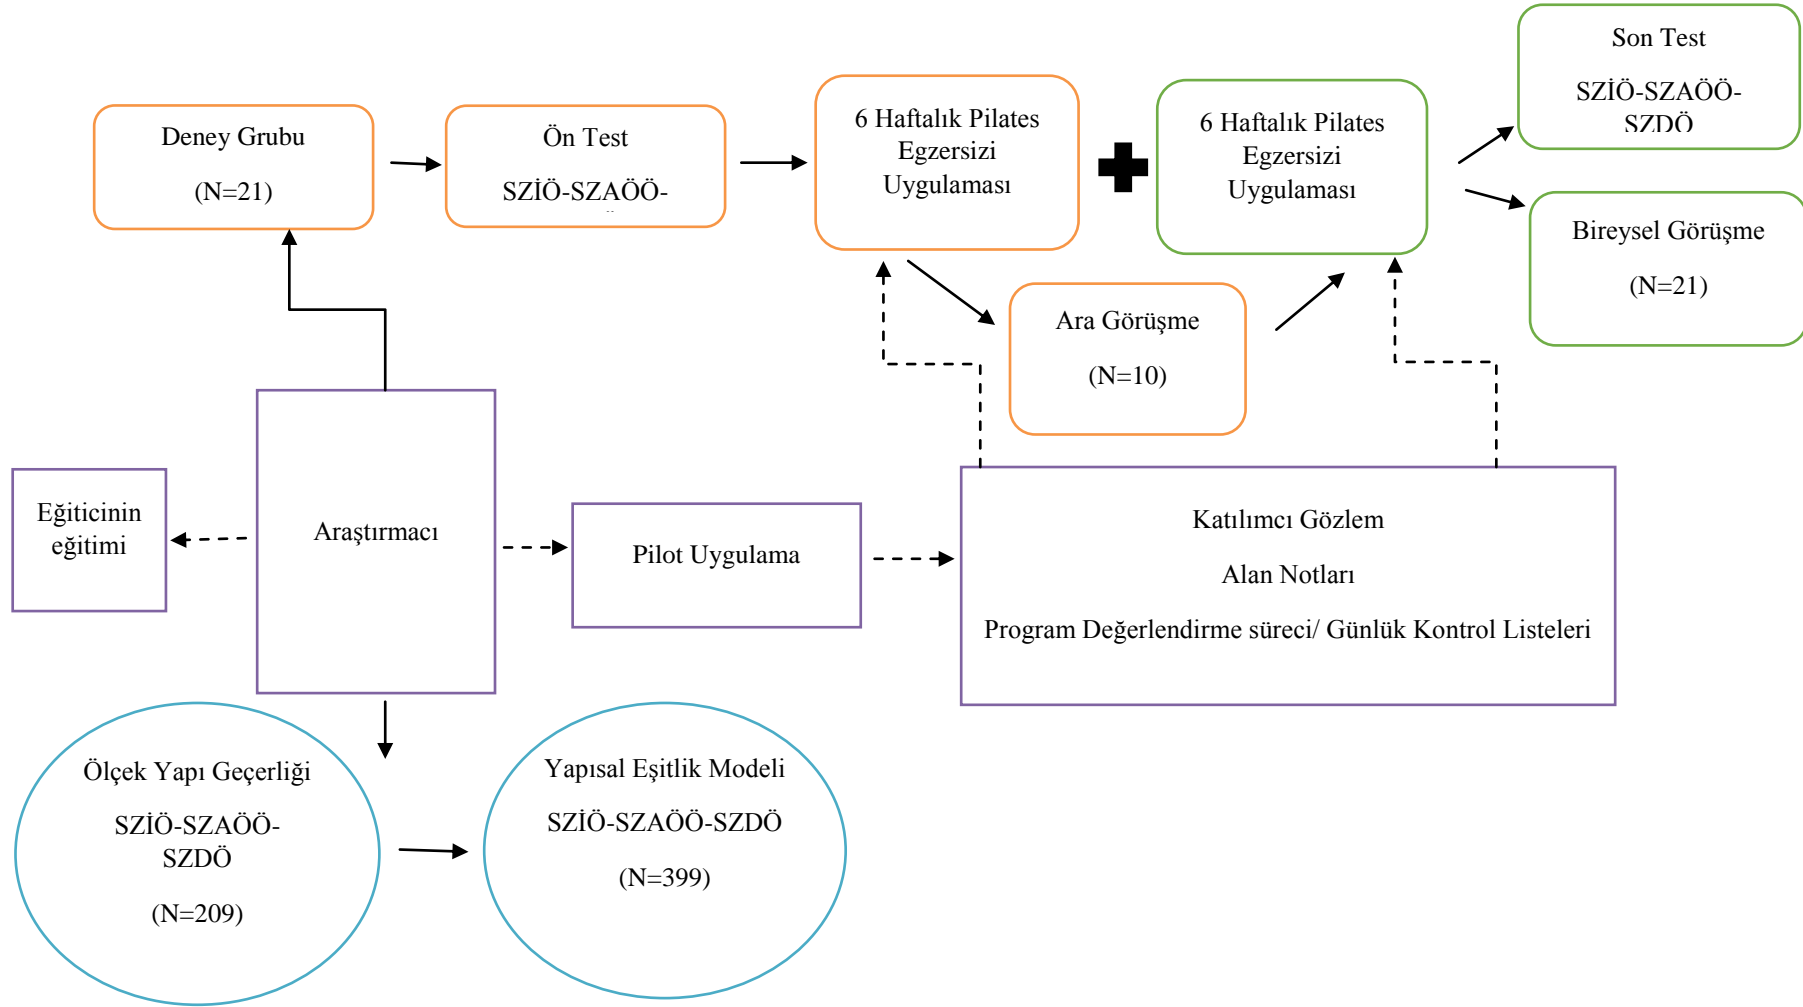 Son Test
SZİÖ-SZAÖÖ-
SZDÖ
Deney Grubu
(N=21)
Ön Test
SZİÖ-SZAÖÖ-
6 Haftalık Pilates
Egzersizi
Uygulaması
6 Haftalık Pilates
Egzersizi
Uygulaması
Bireysel Görüşme
(N=21)
Ara Görüşme
(N=10)
Eğiticinin
eğitimi
Araştırmacı
Pilot Uygulama
Katılımcı Gözlem
Alan Notları
Program Değerlendirme süreci/ Günlük Kontrol Listeleri
Ölçek Yapı Geçerliği
SZİÖ-SZAÖÖ-
SZDÖ
(N=209)
Yapısal Eşitlik Modeli
SZİÖ-SZAÖÖ-SZDÖ
(N=399)